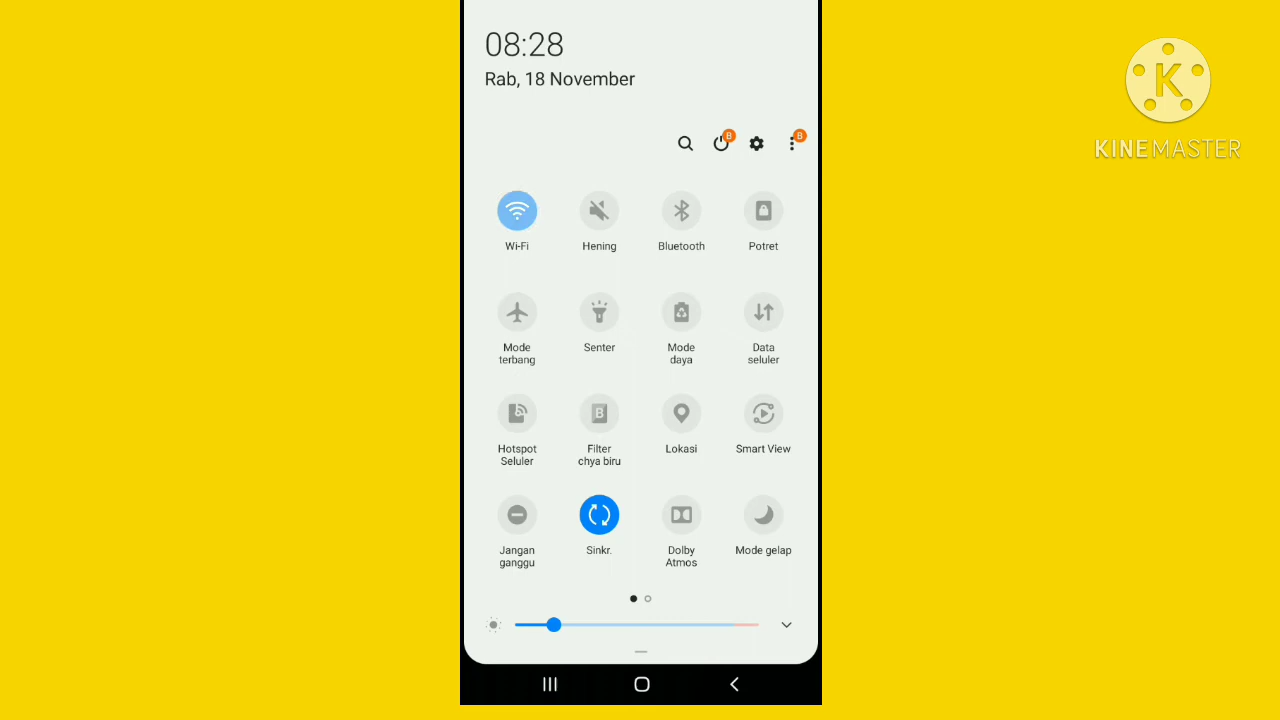 08:28
Rab, 18 November
B
B
K
KINEMASTER
Wi-Fi
Hening
Bluetooth
Potret
Mode
terbang
Senter
Mode
daya
Data
seluler
Hotspot
Seluler
B
Filter
chya biru
Lokasi
Smart View
Jangan
ganggu
Sinkr.
Dolby
Atmos
Mode gelap